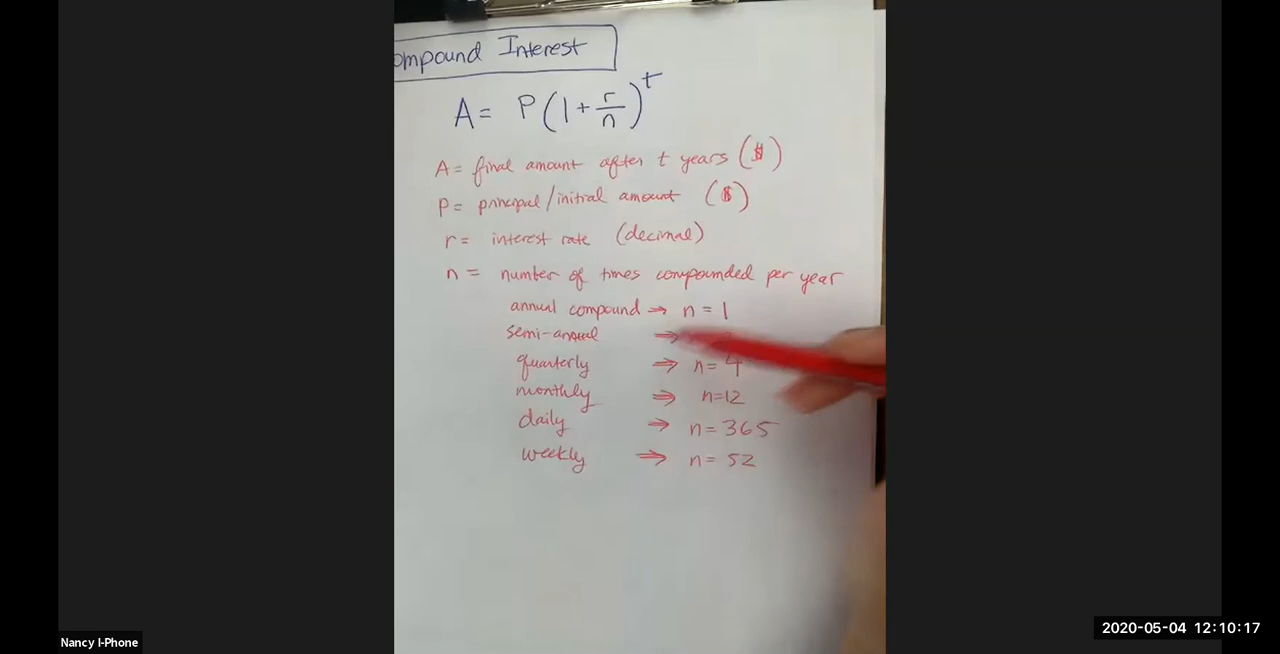 ompound Interest
A = P(1 + r/n)^t
A = final amount after t years ($)
P = principal/initial amount ($)
r = interest rate (decimal)
n = number of times compounded per year
annual compound → n = 1
semi-annual ⇒
quarterly ⇒ n = 4
monthly ⇒ n=12
daily ⇒ n = 365
weekly ⇒ n = 52
Nancy I-Phone
2020-05-04 12:10:17